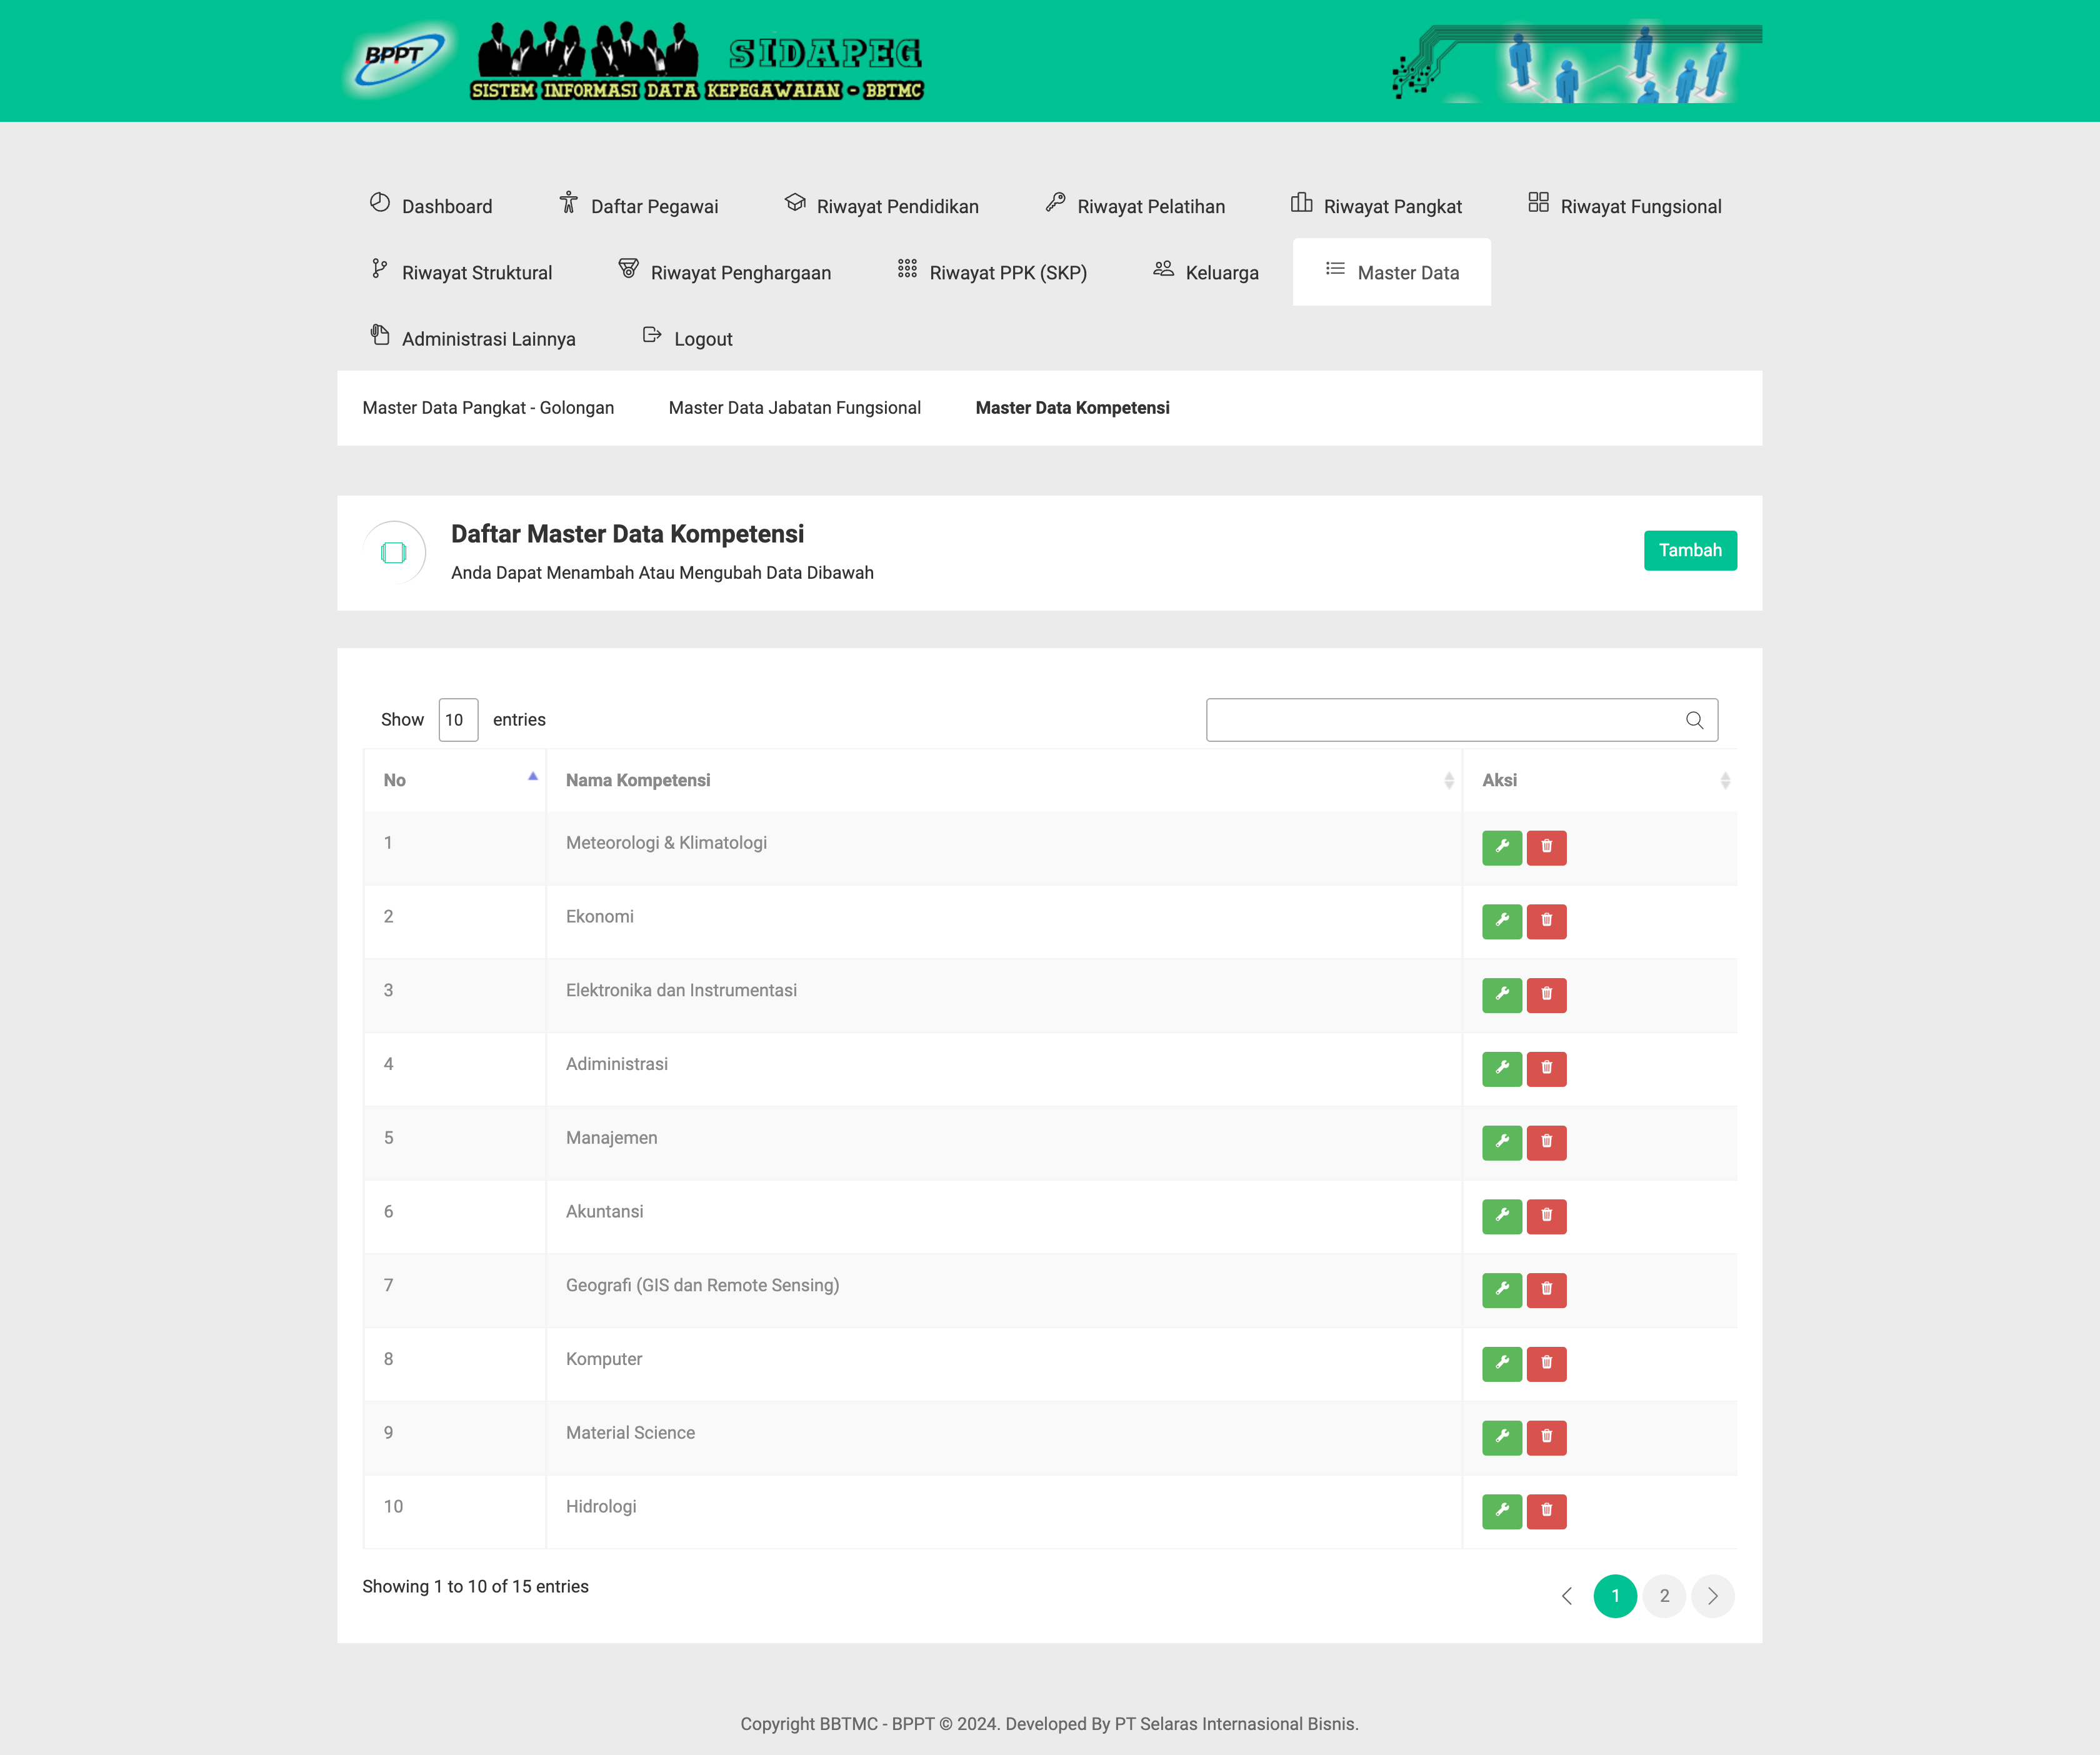 BPPT
SIDAPEG
SISTEM INFORMASI DATA KEPEGAWAIAN - BBTMC
Dashboard Daftar Pegawai Riwayat Pendidikan Riwayat Pelatihan Riwayat Pangkat Riwayat Fungsional
Riwayat Struktural Riwayat Penghargaan Riwayat PPK (SKP) Keluarga Master Data
Administrasi Lainnya Logout
Master Data Pangkat - Golongan Master Data Jabatan Fungsional Master Data Kompetensi
Daftar Master Data Kompetensi
Anda Dapat Menambah Atau Mengubah Data Dibawah
Tambah
Show 10 entries
No Nama Kompetensi Aksi
1 Meteorologi & Klimatologi
2 Ekonomi
3 Elektronika dan Instrumentasi
4 Adiministrasi
5 Manajemen
6 Akuntansi
7 Geografi (GIS dan Remote Sensing)
8 Komputer
9 Material Science
10 Hidrologi
Showing 1 to 10 of 15 entries
1 2
Copyright BBTMC - BPPT © 2024. Developed By PT Selaras Internasional Bisnis.